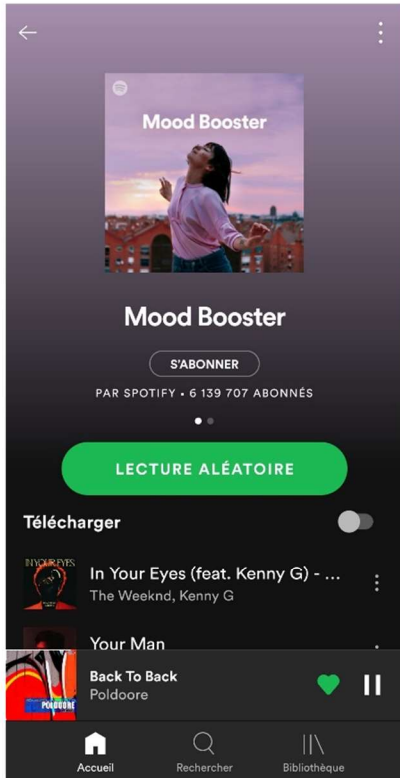 Mood Booster
Mood Booster
S'ABONNER
PAR SPOTIFY • 6 139 707 ABONNÉS
LECTURE ALÉATOIRE
Télécharger
IN YOUR EYES
In Your Eyes (feat. Kenny G) - ...
The Weeknd, Kenny G
Your Man
Back To Back
Poldoore
POLDOORE
Accueil
Rechercher
Bibliothèque